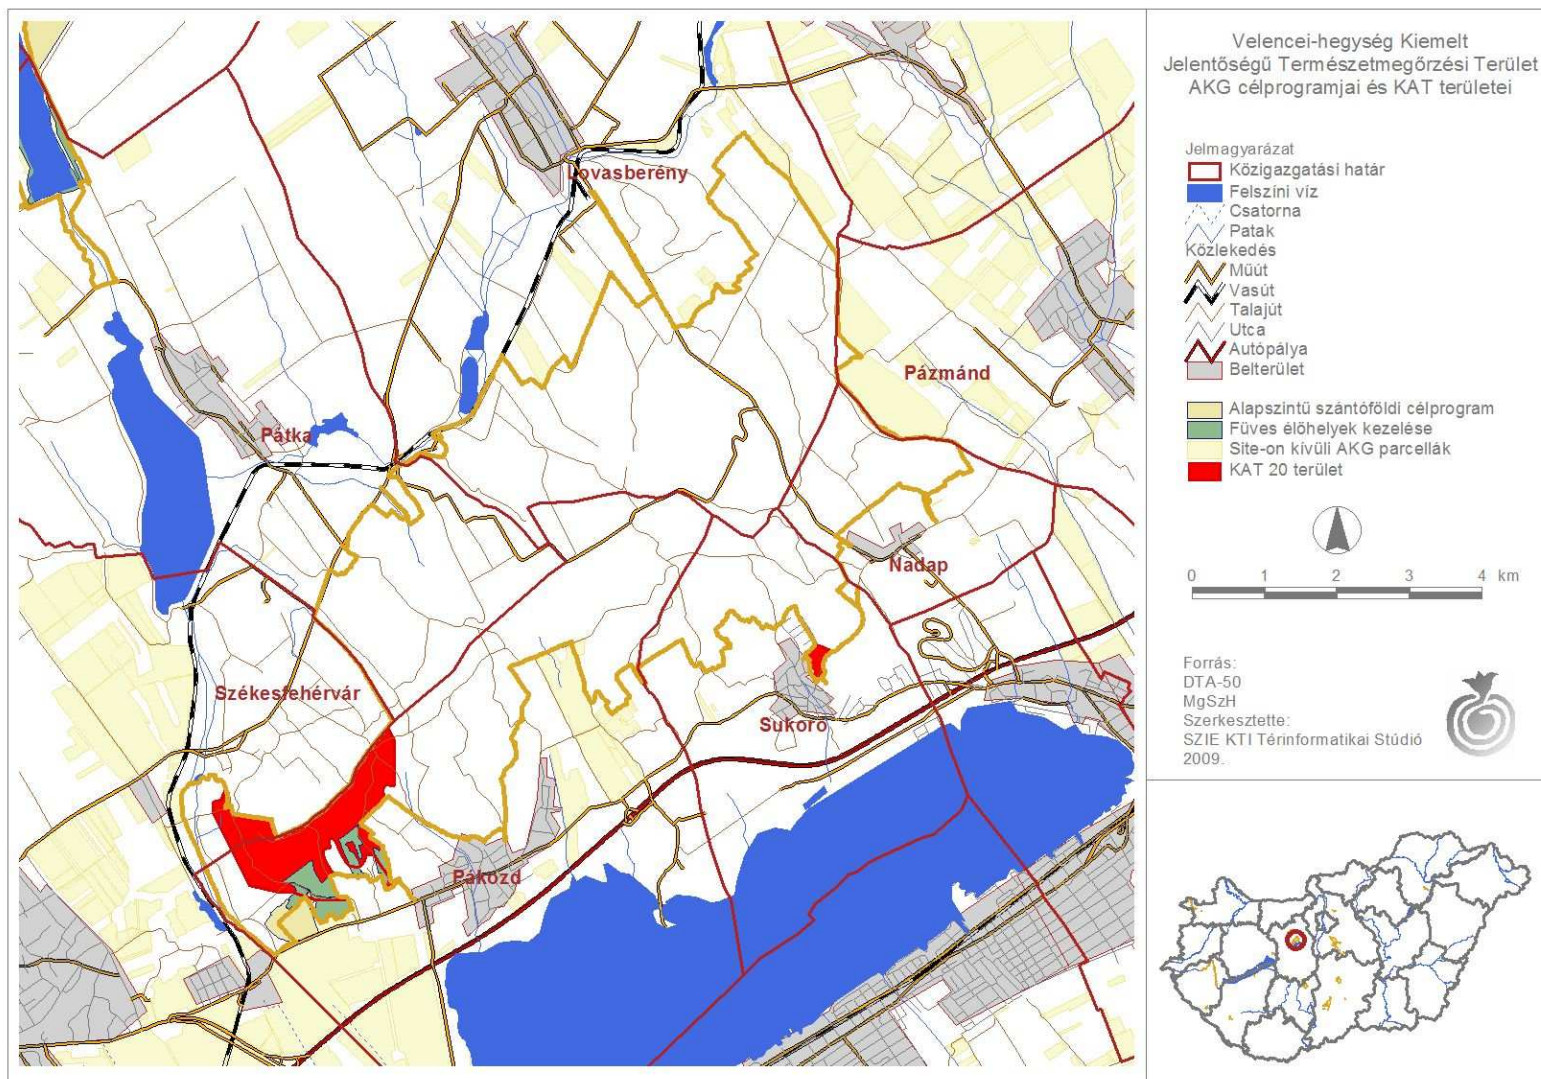 Velencei-hegység Kiemelt
Jelentőségű Természetmegőrzési Terület
AKG célprogramjai és KAT területei
Jelmagyarázat
Közigazgatási határ
Felszíni víz
Csatorna
Patak
Közlekedés
Műút
Vasút
Talajút
Utca
Autópálya
Belterület
Alapszintű szántóföldi célprogram
Füves élőhelyek kezelése
Site-on kívüli AKG parcellák
KAT 20 terület
0 1 2 3 4 km
Forrás:
DTA-50
MgSzH
Szerkesztette:
SZIE KTI Térinformatikai Stúdió
2009.
Lovasberény
Pázmánd
Pátka
Nadap
Székesfehérvár
Sukoró
Pákozd